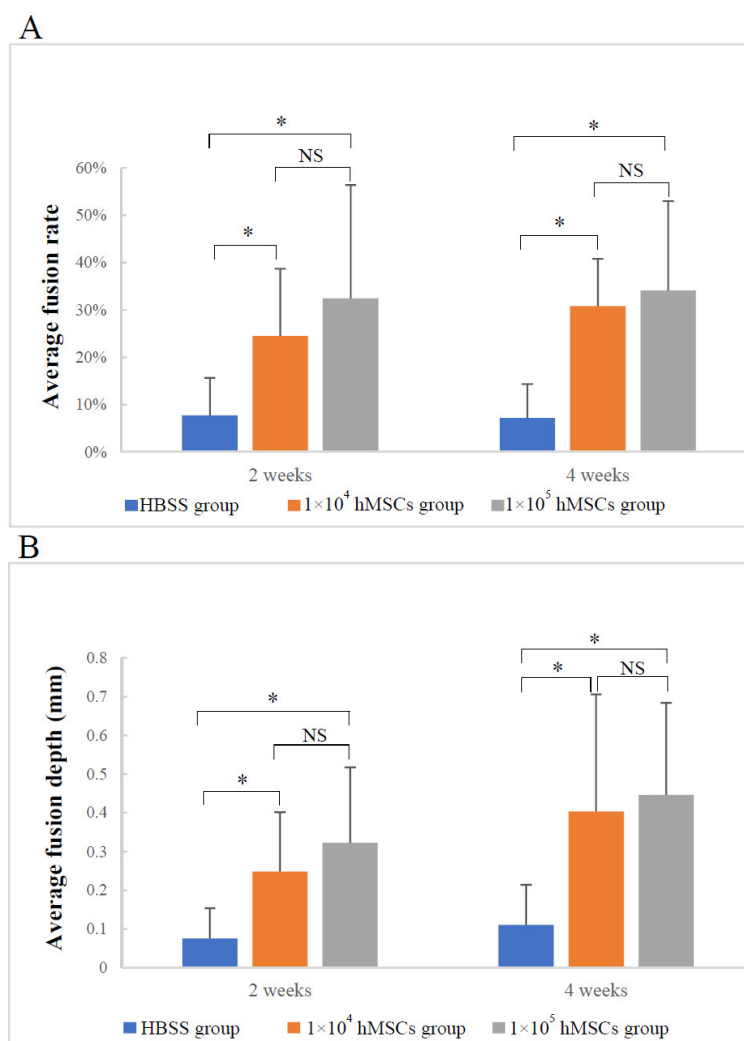 A
*
*
NS
NS
*
*
60%
50%
40%
30%
20%
10%
0%
Average fusion rate
2 weeks
4 weeks
HBSS group
1×10⁴ hMSCs group
1×10⁵ hMSCs group
B
*
*
NS
*
NS
*
0.8
0.7
0.6
0.5
0.4
0.3
0.2
0.1
0
Average fusion depth (mm)
2 weeks
4 weeks
HBSS group
1×10⁴ hMSCs group
1×10⁵ hMSCs group